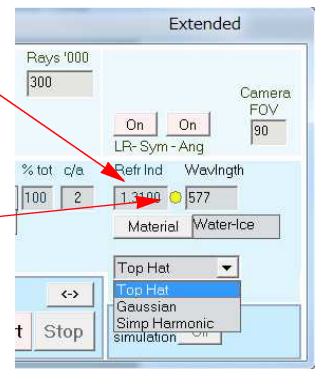 Extended
Rays '000
300
Camera
FOV
On On 90
LR- Sym - Ang
% tot c/a Refr Ind Wavlngth
100 2 1.3100 577
Material Water-Ice
Top Hat
<-> Top Hat
Gaussian
Simp Harmonic
t Stop simulation